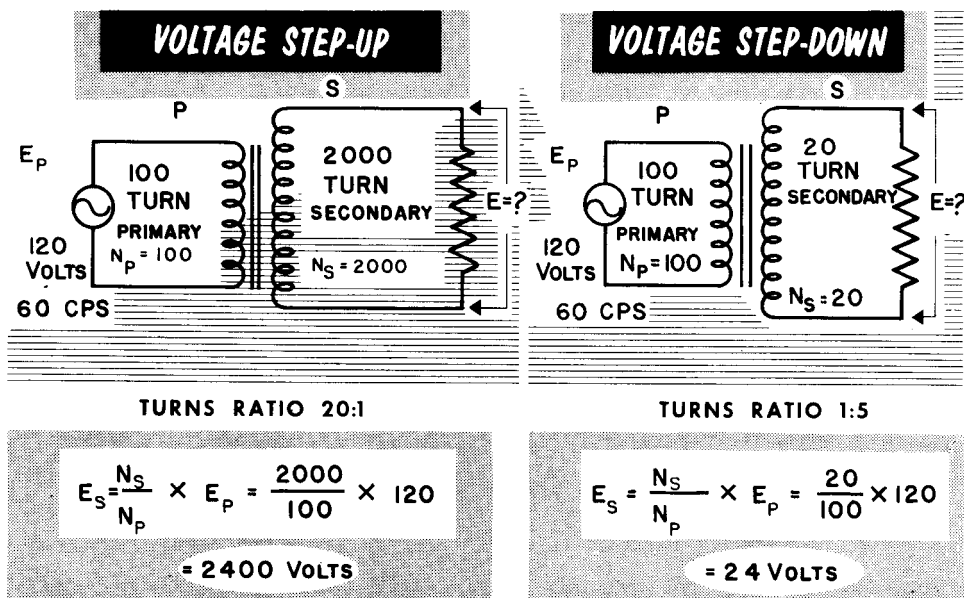 VOLTAGE STEP-UP
S
P
E_P
100
TURN
PRIMARY
N_P = 100
2000
TURN
SECONDARY
N_S = 2000
E=?
120
VOLTS
60 CPS
TURNS RATIO 20:1
E_S = N_S / N_P × E_P = 2000 / 100 × 120
= 2400 VOLTS
VOLTAGE STEP-DOWN
S
P
E_P
100
TURN
PRIMARY
N_P = 100
20
TURN
SECONDARY
N_S = 20
E=?
120
VOLTS
60 CPS
TURNS RATIO 1:5
E_S = N_S / N_P × E_P = 20 / 100 × 120
= 24 VOLTS